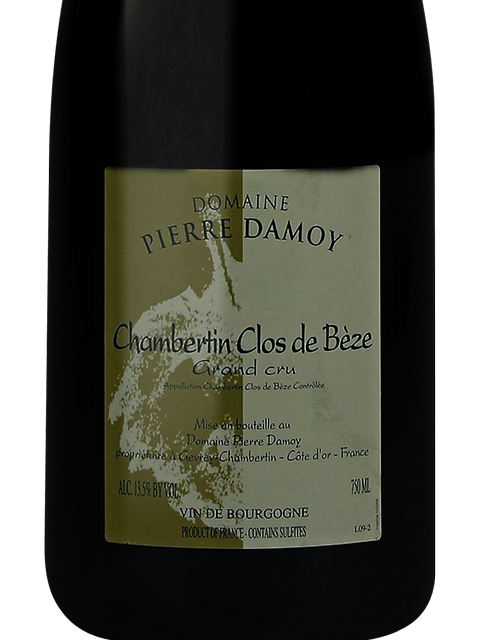 DOMAINE
PIERRE DAMOY
Chambertin Clos de Bèze
Grand cru
Appellation Chambertin Clos de Bèze Contrôlée
Mise en bouteille au
Domaine Pierre Damoy
propriétaire à Gevrey-Chambertin - Côte d'or - France
ALC. 13.5% BY VOL 750 ML
VIN DE BOURGOGNE
PRODUCT OF FRANCE - CONTAINS SULFITES L09-2